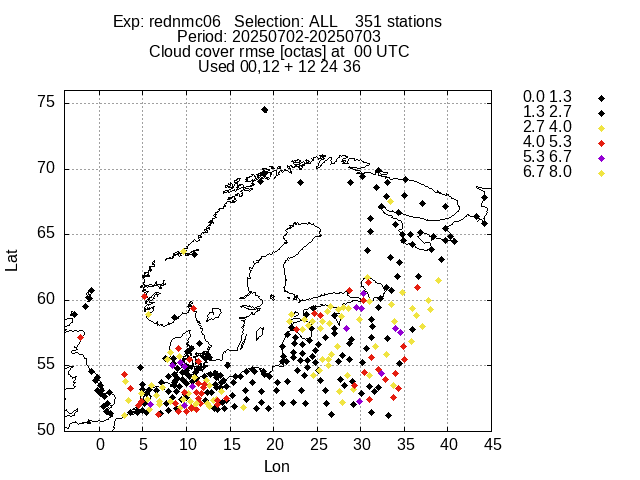 Exp: rednmc06   Selection: ALL    351 stations
Period: 20250702-20250703
Cloud cover rmse [octas] at  00 UTC
Used 00,12 + 12 24 36
0.0 1.3
1.3 2.7
2.7 4.0
4.0 5.3
5.3 6.7
6.7 8.0
75
70
65
60
55
50
Lat
0 5 10 15 20 25 30 35 40 45
Lon